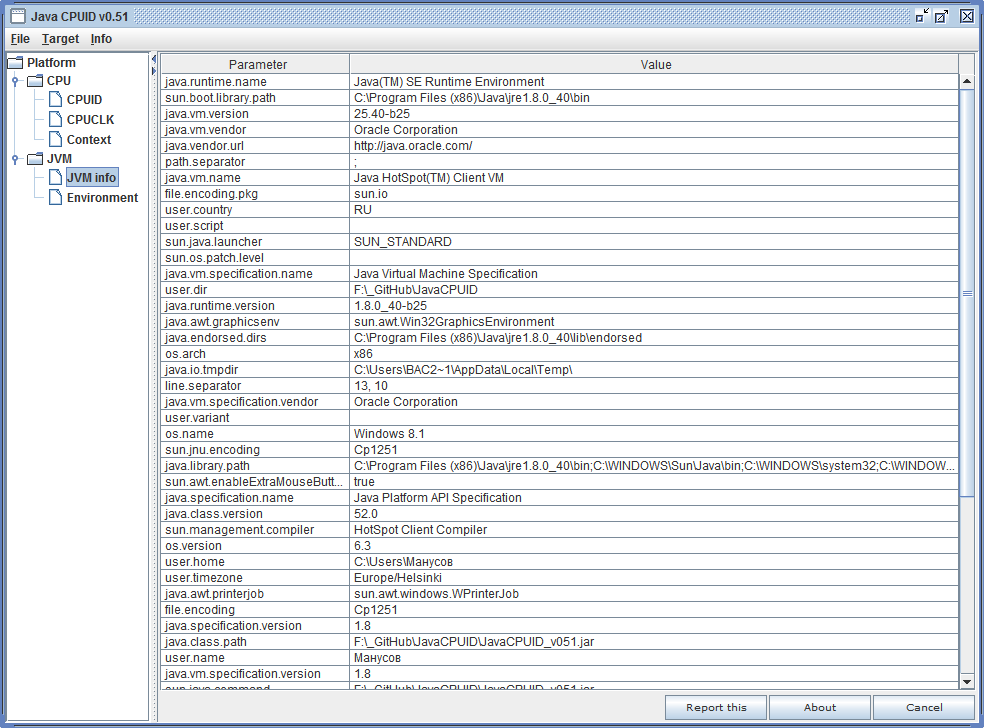 Java CPUID v0.51
File Target Info
Platform
CPU
CPUID
CPUCLK
Context
JVM
JVM info
Environment
Parameter Value
java.runtime.name Java(TM) SE Runtime Environment
sun.boot.library.path C:\Program Files (x86)\Java\jre1.8.0_40\bin
java.vm.version 25.40-b25
java.vm.vendor Oracle Corporation
java.vendor.url http://java.oracle.com/
path.separator ;
java.vm.name Java HotSpot(TM) Client VM
file.encoding.pkg sun.io
user.country RU
user.script
sun.java.launcher SUN_STANDARD
sun.os.patch.level
java.vm.specification.name Java Virtual Machine Specification
user.dir F:\_GitHub\JavaCPUID
java.runtime.version 1.8.0_40-b25
java.awt.graphicsenv sun.awt.Win32GraphicsEnvironment
java.endorsed.dirs C:\Program Files (x86)\Java\jre1.8.0_40\lib\endorsed
os.arch x86
java.io.tmpdir C:\Users\BAC2~1\AppData\Local\Temp\
line.separator 13, 10
java.vm.specification.vendor Oracle Corporation
user.variant
os.name Windows 8.1
sun.jnu.encoding Cp1251
java.library.path C:\Program Files (x86)\Java\jre1.8.0_40\bin;C:\WINDOWS\Sun\Java\bin;C:\WINDOWS\system32;C:\WINDOW...
sun.awt.enableExtraMouseButt... true
java.specification.name Java Platform API Specification
java.class.version 52.0
sun.management.compiler HotSpot Client Compiler
os.version 6.3
user.home C:\Users\Манусов
user.timezone Europe/Helsinki
java.awt.printerjob sun.awt.windows.WPrinterJob
file.encoding Cp1251
java.specification.version 1.8
java.class.path F:\_GitHub\JavaCPUID\JavaCPUID_v051.jar
user.name Манусов
java.vm.specification.version 1.8
sun.java.command F:\_GitHub\JavaCPUID\JavaCPUID_v051.jar
Report this About Cancel